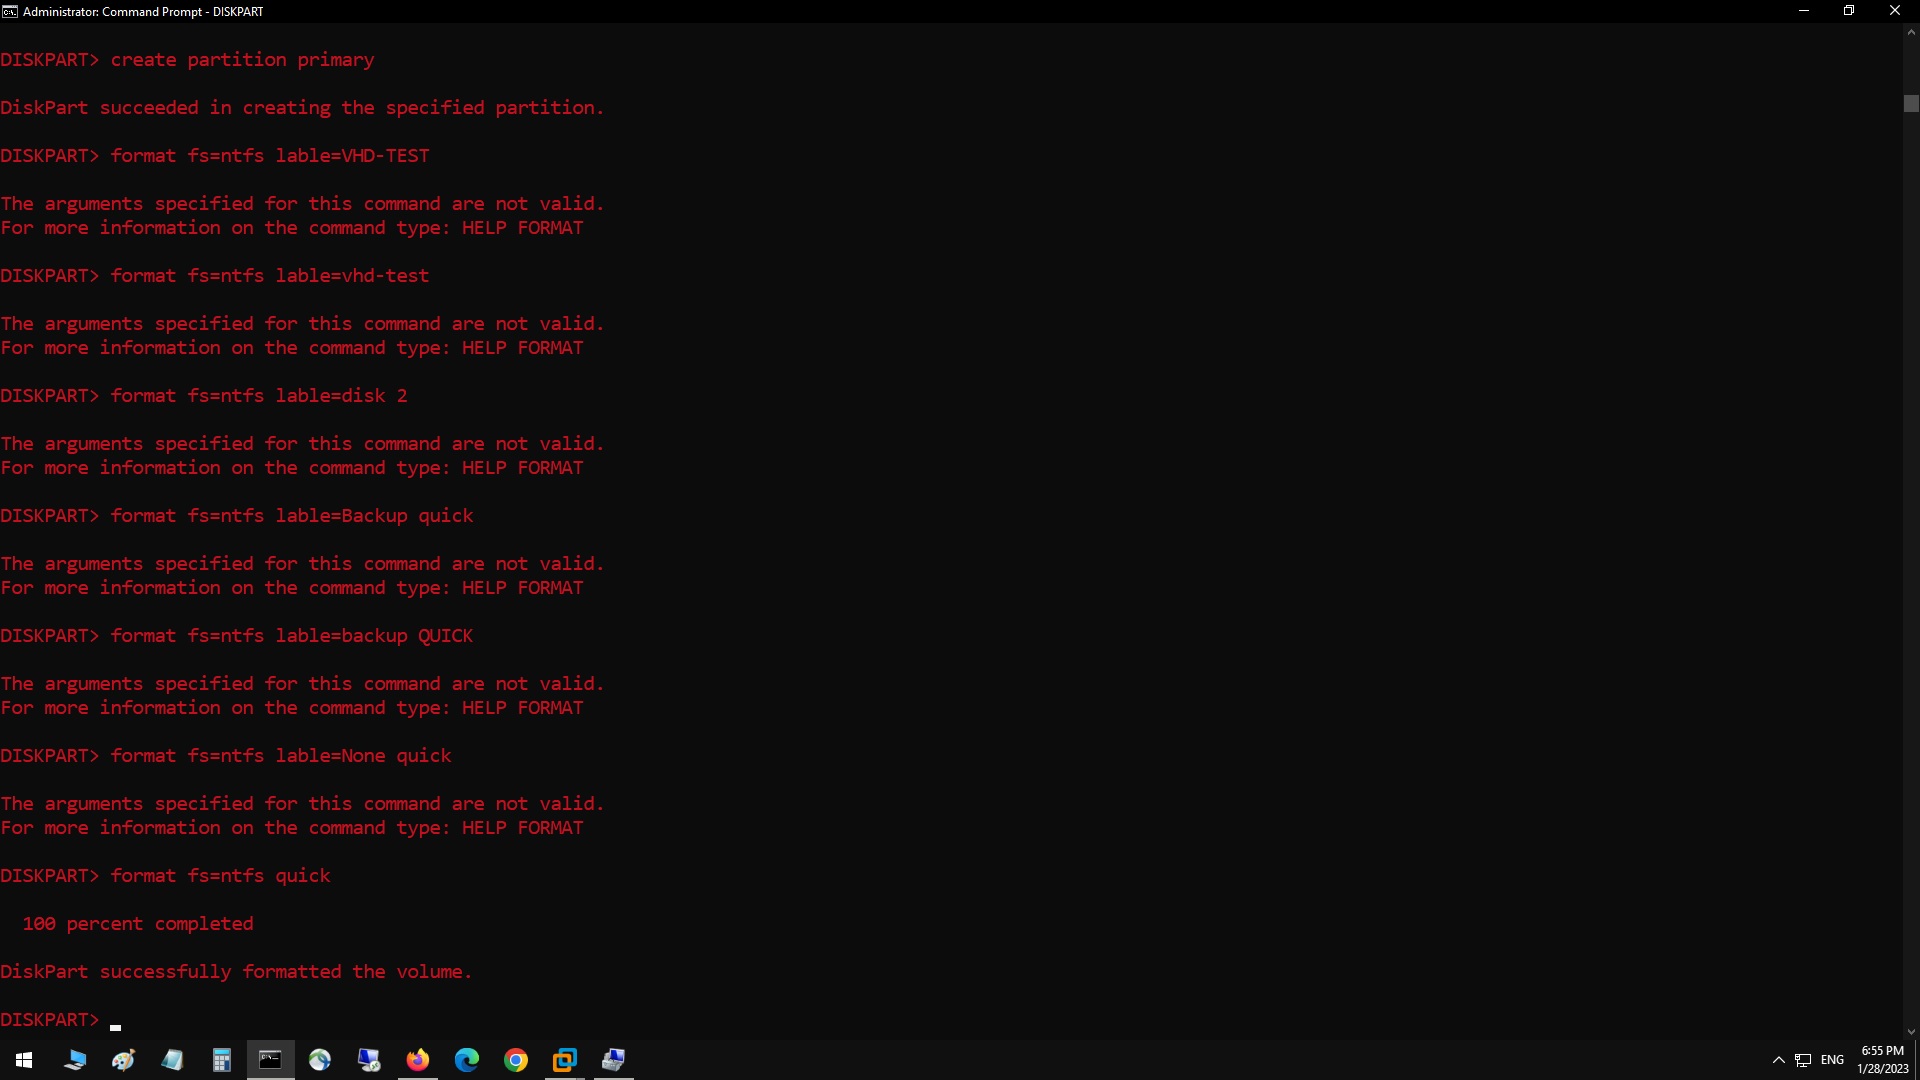 Administrator: Command Prompt - DISKPART
DISKPART> create partition primary
DiskPart succeeded in creating the specified partition.
DISKPART> format fs=ntfs lable=VHD-TEST
The arguments specified for this command are not valid.
For more information on the command type: HELP FORMAT
DISKPART> format fs=ntfs lable=vhd-test
The arguments specified for this command are not valid.
For more information on the command type: HELP FORMAT
DISKPART> format fs=ntfs lable=disk 2
The arguments specified for this command are not valid.
For more information on the command type: HELP FORMAT
DISKPART> format fs=ntfs lable=Backup quick
The arguments specified for this command are not valid.
For more information on the command type: HELP FORMAT
DISKPART> format fs=ntfs lable=backup QUICK
The arguments specified for this command are not valid.
For more information on the command type: HELP FORMAT
DISKPART> format fs=ntfs lable=None quick
The arguments specified for this command are not valid.
For more information on the command type: HELP FORMAT
DISKPART> format fs=ntfs quick
100 percent completed
DiskPart successfully formatted the volume.
DISKPART>
ENG
6:55 PM
1/28/2023